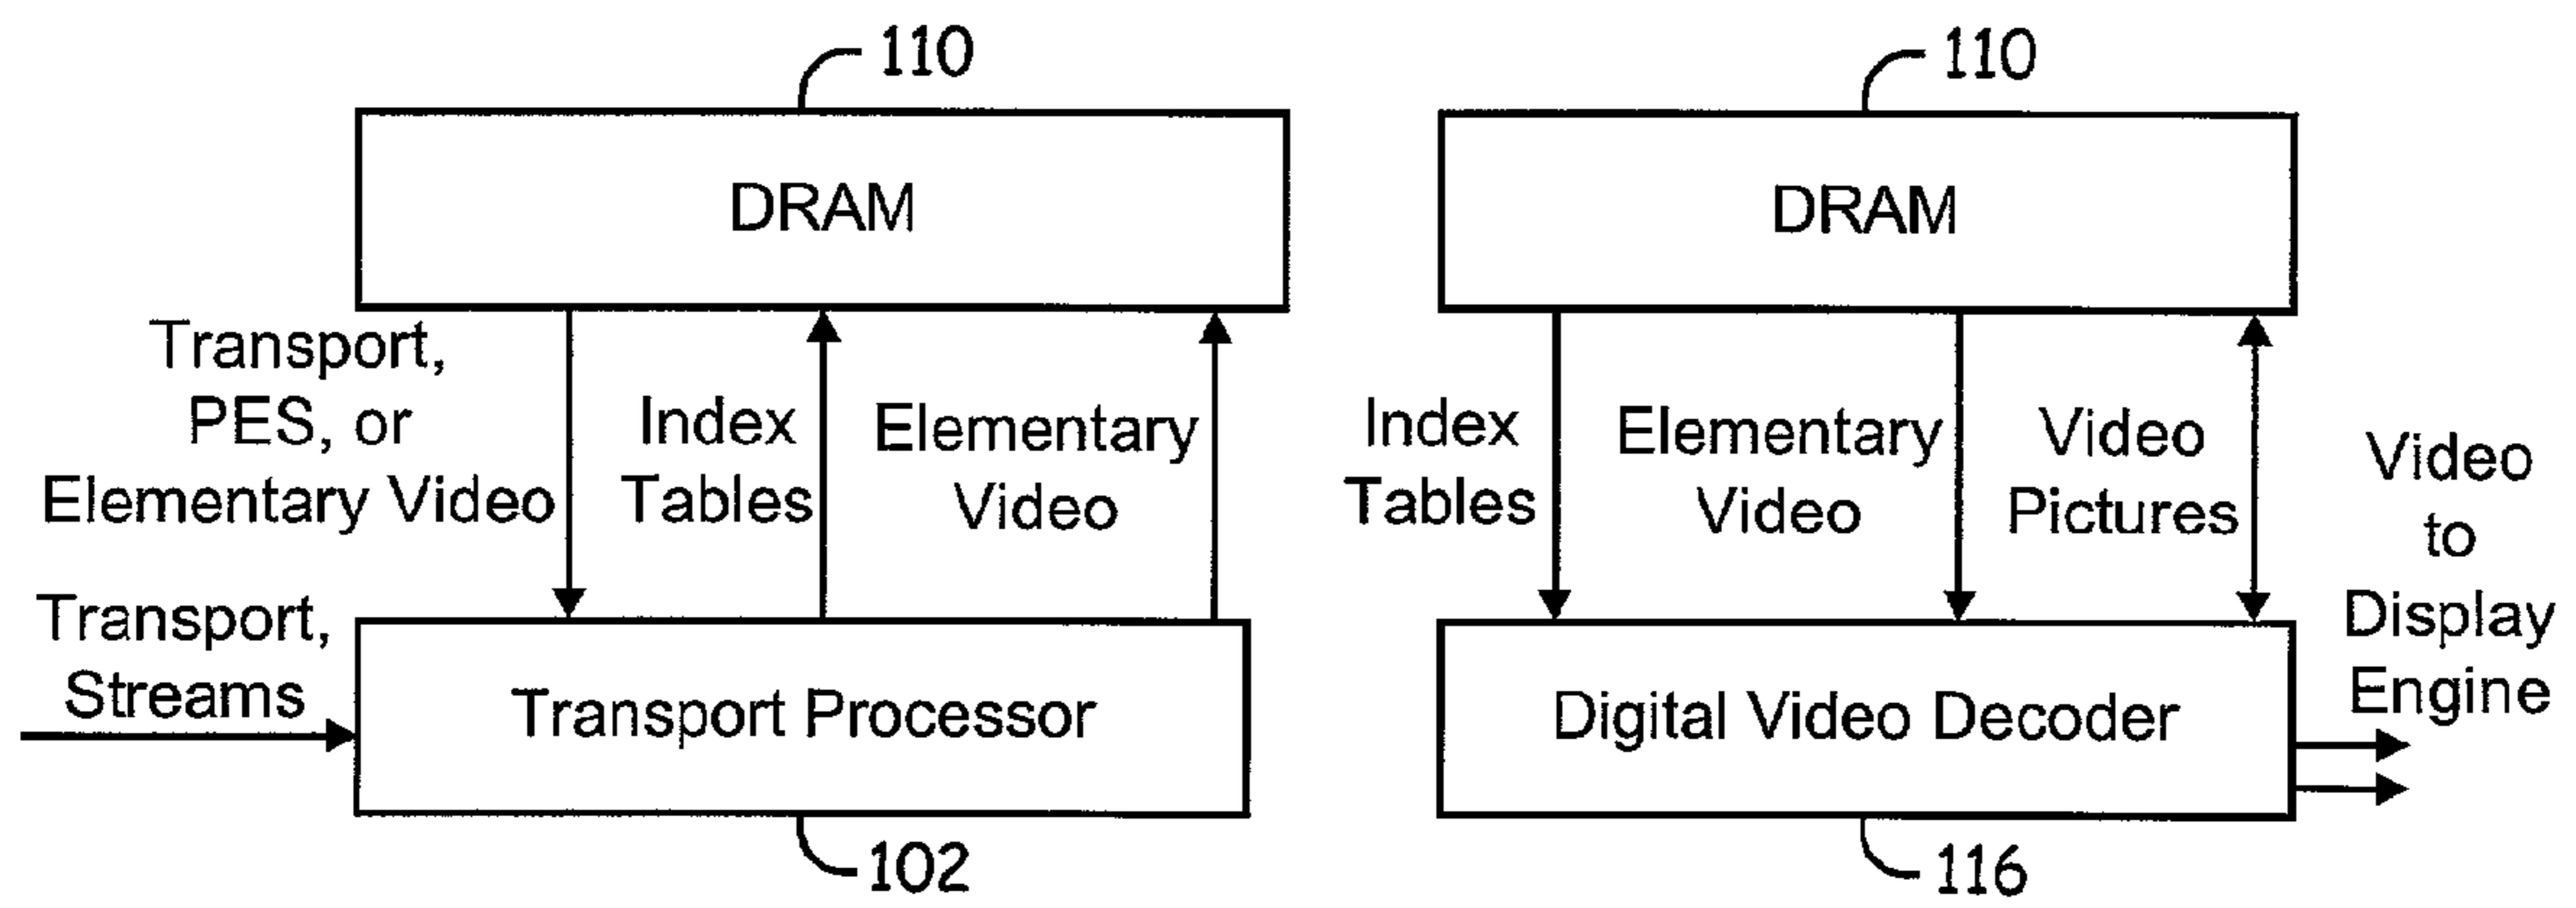 110
DRAM
Transport,
PES, or
Elementary Video
Index
Tables
Elementary
Video
Transport,
Streams
Transport Processor
102
110
DRAM
Index
Tables
Elementary
Video
Video
Pictures
Video
to
Display
Engine
Digital Video Decoder
116